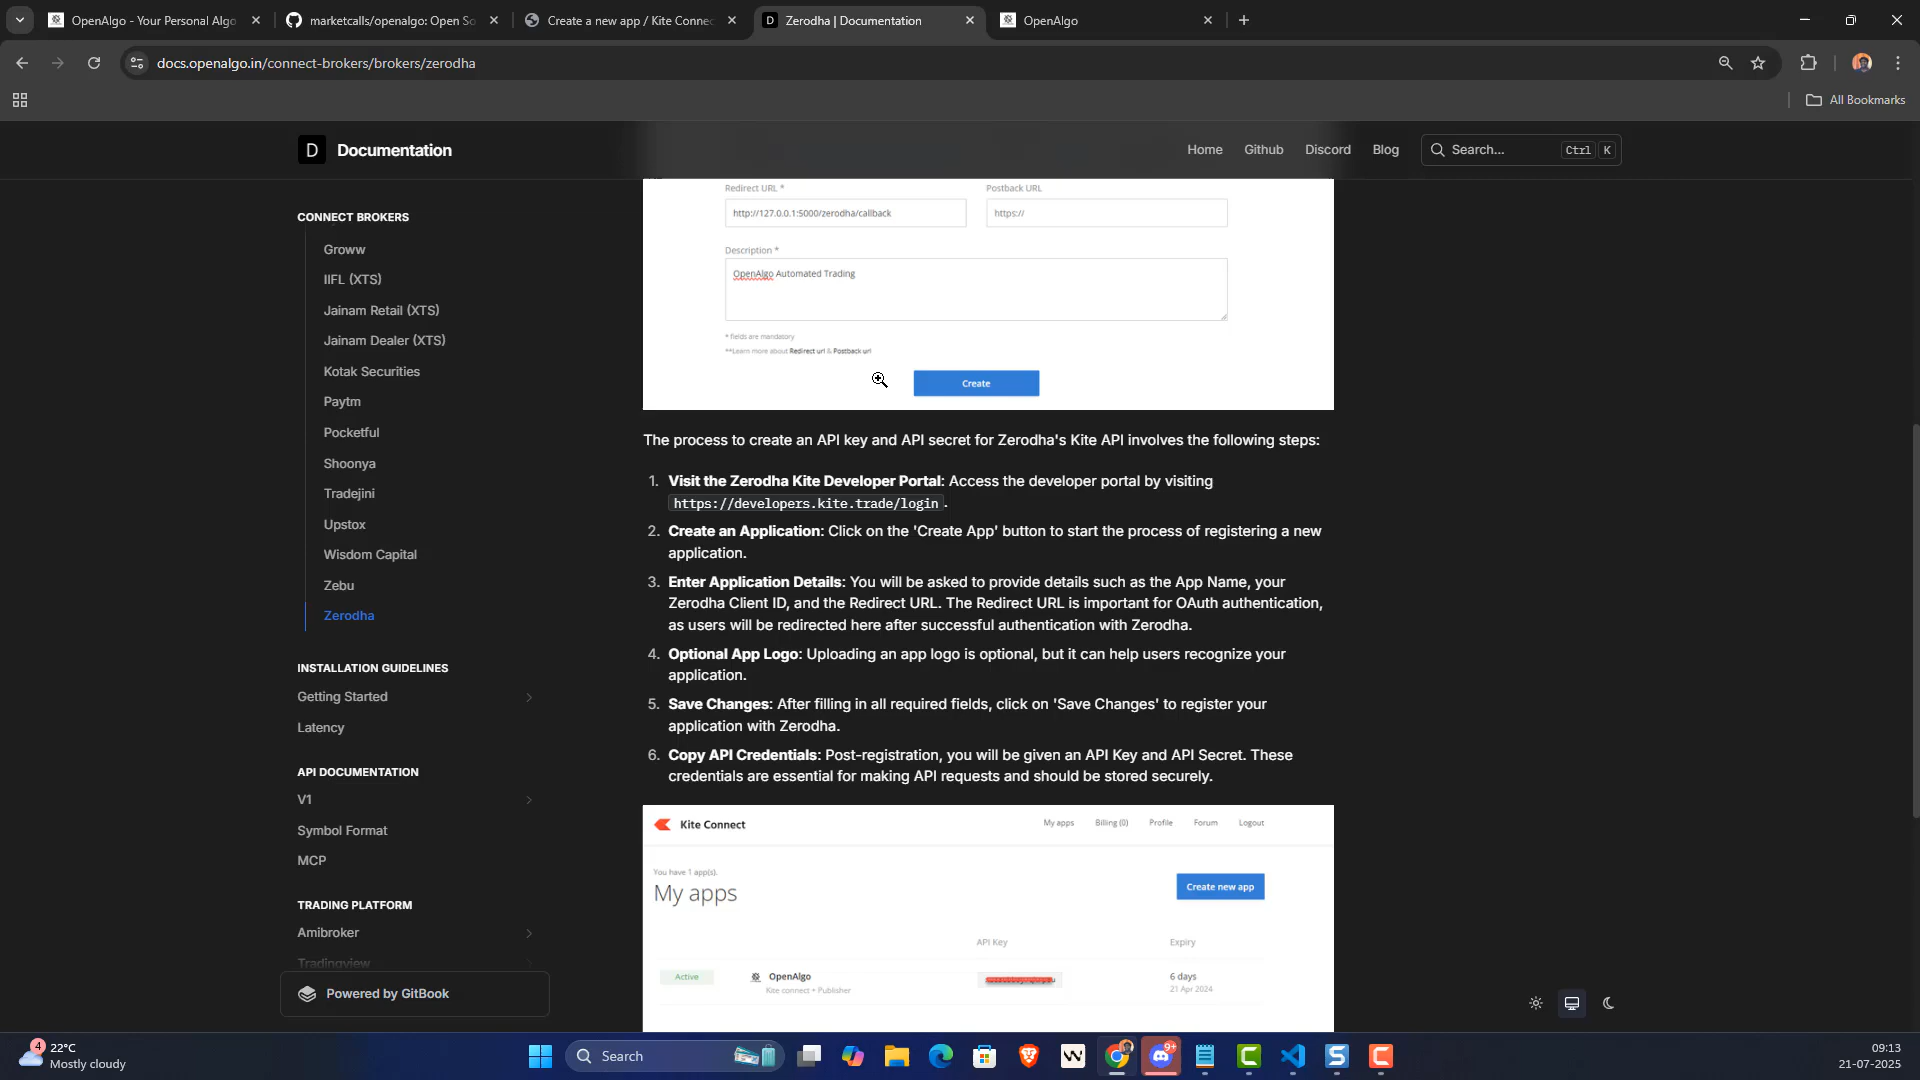 OpenAlgo - Your Personal Algo
marketcalls/openalgo: Open So
Create a new app / Kite Connec
Zerodha | Documentation
OpenAlgo
docs.openalgo.in/connect-brokers/brokers/zerodha
All Bookmarks
D Documentation
Home Github Discord Blog Search... Ctrl K
CONNECT BROKERS
Groww
IIFL (XTS)
Jainam Retail (XTS)
Jainam Dealer (XTS)
Kotak Securities
Paytm
Pocketful
Shoonya
Tradejini
Upstox
Wisdom Capital
Zebu
Zerodha
INSTALLATION GUIDELINES
Getting Started
Latency
API DOCUMENTATION
V1
Symbol Format
MCP
TRADING PLATFORM
Amibroker
Tradingview
Powered by GitBook
Redirect URL * Postback URL
http://127.0.0.1:5000/zerodha/callback https://
Description *
OpenAlgo Automated Trading
* fields are mandatory
**Learn more about Redirect url & Postback url
Create
The process to create an API key and API secret for Zerodha's Kite API involves the following steps:
1. Visit the Zerodha Kite Developer Portal: Access the developer portal by visiting
https://developers.kite.trade/login .
2. Create an Application: Click on the 'Create App' button to start the process of registering a new
application.
3. Enter Application Details: You will be asked to provide details such as the App Name, your
Zerodha Client ID, and the Redirect URL. The Redirect URL is important for OAuth authentication,
as users will be redirected here after successful authentication with Zerodha.
4. Optional App Logo: Uploading an app logo is optional, but it can help users recognize your
application.
5. Save Changes: After filling in all required fields, click on 'Save Changes' to register your
application with Zerodha.
6. Copy API Credentials: Post-registration, you will be given an API Key and API Secret. These
credentials are essential for making API requests and should be stored securely.
Kite Connect My apps Billing (0) Profile Forum Logout
You have 1 app(s).
My apps
Create new app
API Key Expiry
Active OpenAlgo 6 days
Kite connect + Publisher 21 Apr 2024
4 22°C
Mostly cloudy
Search
9+
09:13
21-07-2025